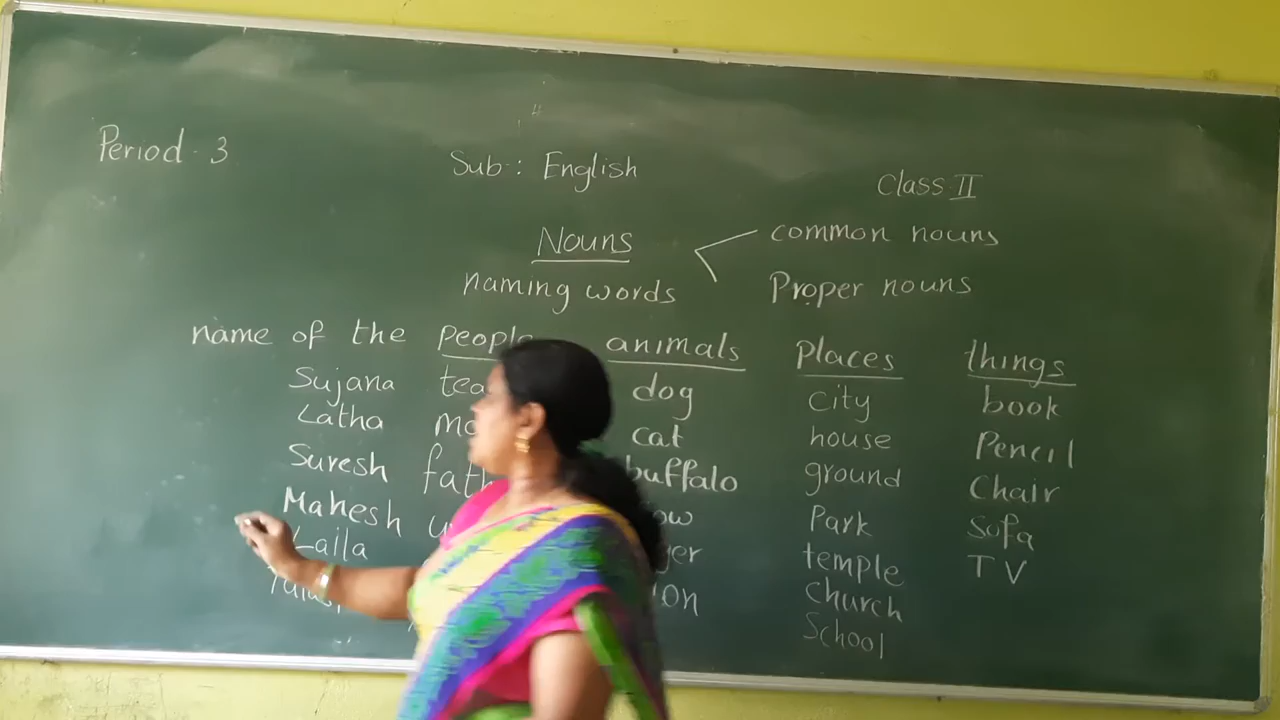 Period - 3
Sub-: English
Class-II
Nouns
common nouns
naming words
Proper nouns
name of the people animals Places things
Sujana dog city book
Latha cat house Pencil
Suresh buffalo ground Chair
Mahesh Park Sofa
Laila temple TV
Church
School